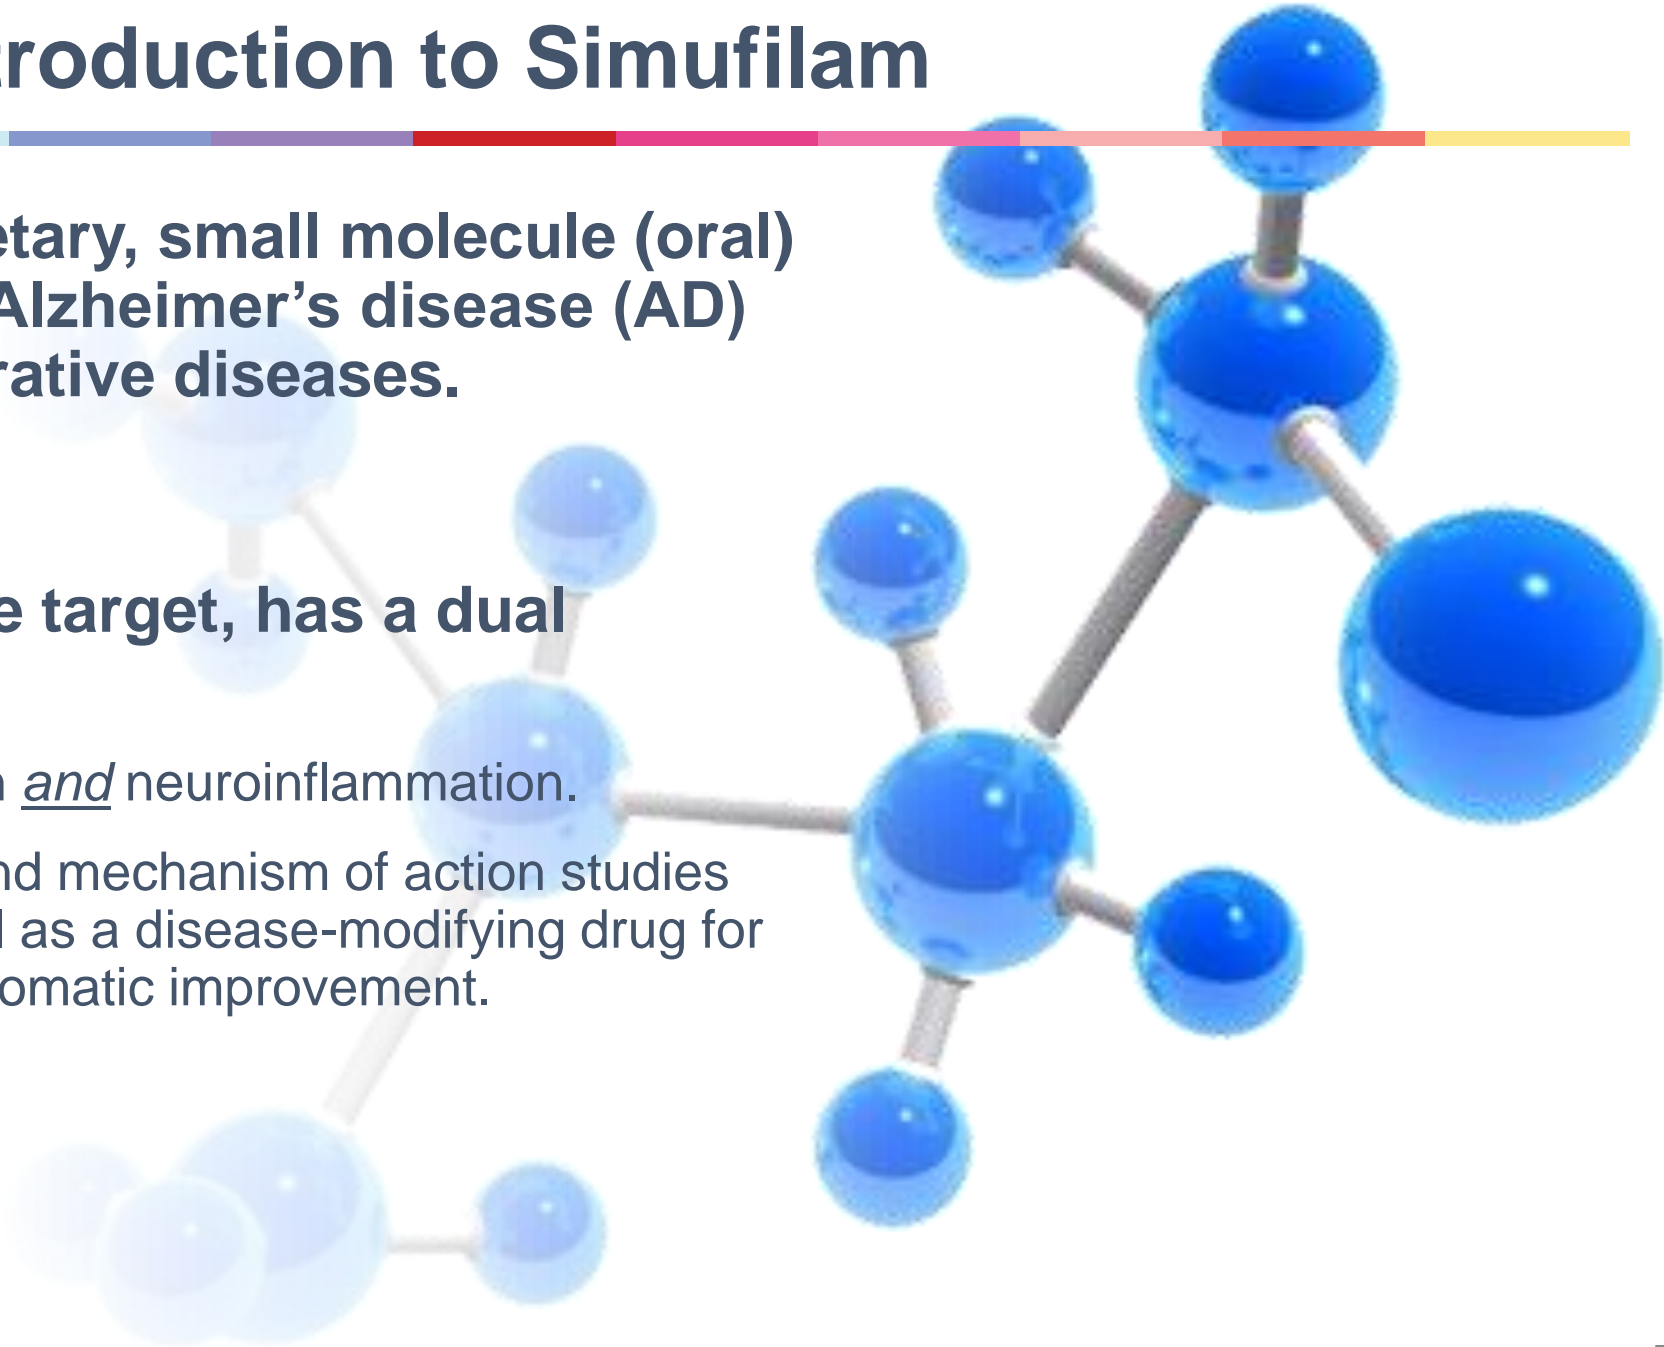 troduction to Simufilam
etary, small molecule (oral)
Alzheimer’s disease (AD)
rative diseases.
e target, has a dual
n and neuroinflammation.
nd mechanism of action studies
l as a disease-modifying drug for
omatic improvement.